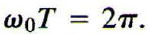 ω₀T = 2π.